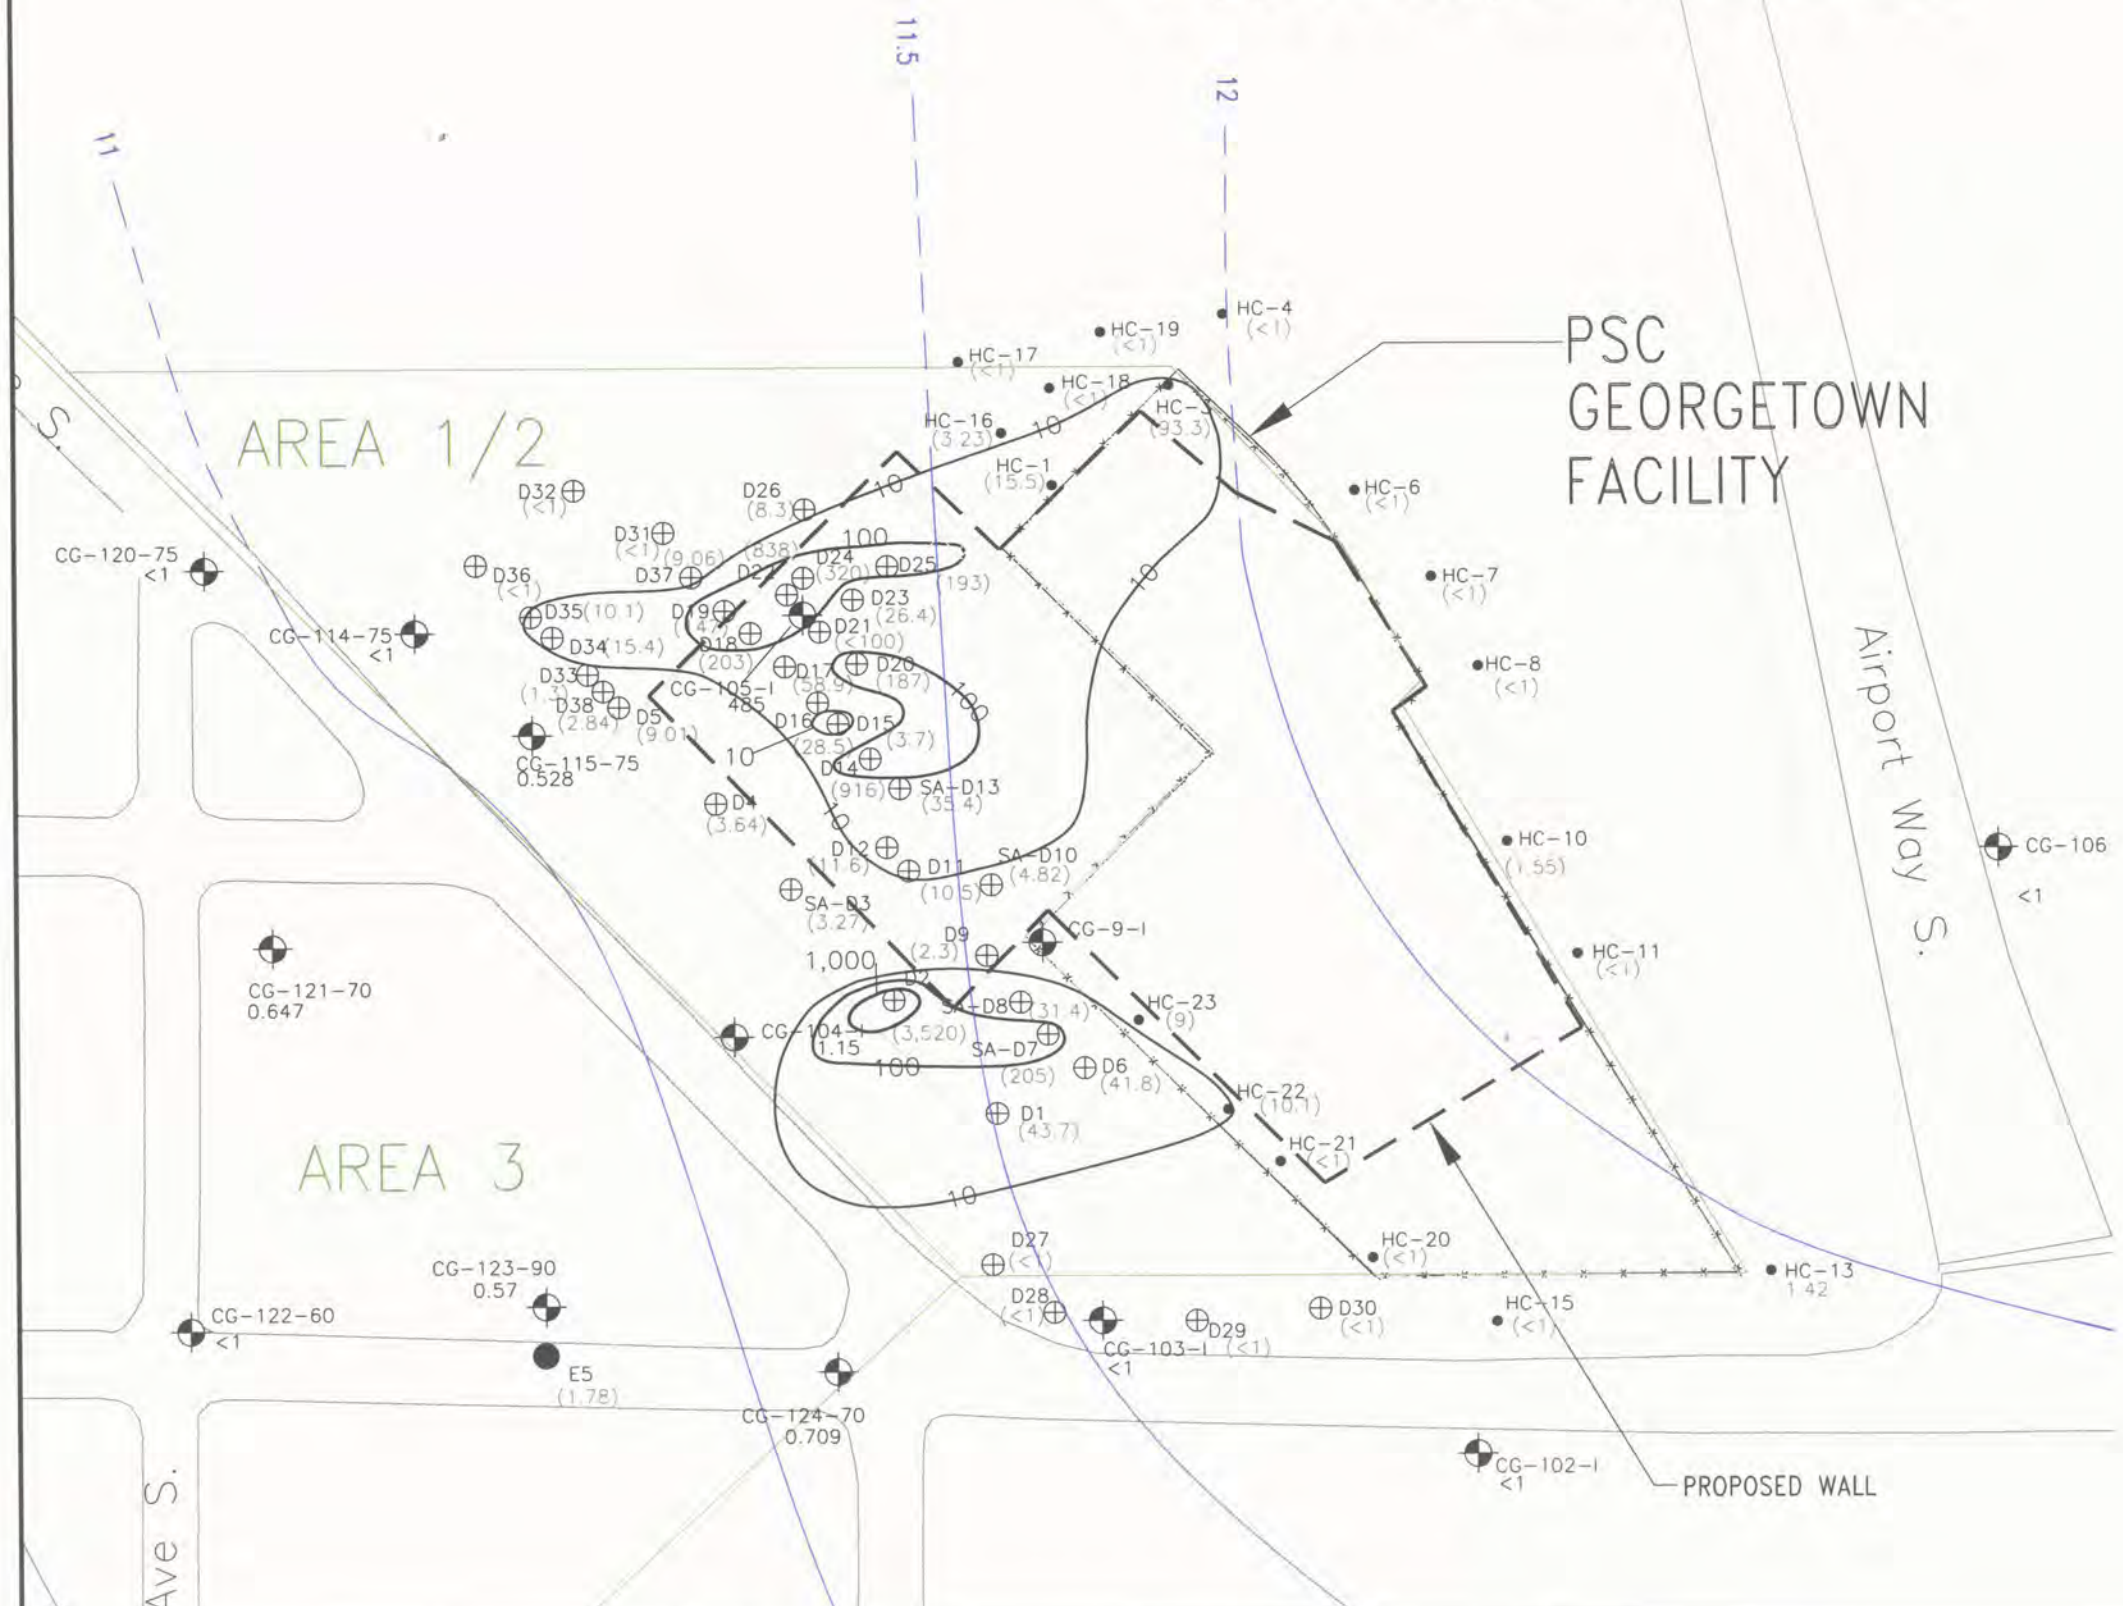 11.5
12
11
HC-4
(<1)
HC-19
(<1)
HC-17
(<1)
HC-18
(<1)
PSC
GEORGETOWN
FACILITY
HC-16
(3.23)
10
HC-3
(93.3)
S.
AREA 1/2
HC-1
(15.5)
10
D32
(<1)
D26
(8.3)
HC-6
(<1)
D31
(<1)
(9.06)
(838)
100
CG-120-75
<1
D36
(<1)
D37
D24
(320)
D25
(193)
10
HC-7
(<1)
D35
(10.1)
D19
D23
(26.4)
CG-114-75
<1
D34
(15.4)
D18
(203)
D21
(<100)
D33
(1.3)
D17
(58.9)
D20
(187)
HC-8
(<1)
Airport Way S.
CG-105-I
485
100
D38
(2.84)
D5
(9.01)
D16
(28.5)
D15
(3.7)
10
CG-115-75
0.528
D14
(916)
SA-D13
(35.4)
D4
(3.64)
10
HC-10
(1.55)
CG-106
<1
D12
(11.6)
D11
(10.5)
SA-D10
(4.82)
SA-D3
(3.27)
D9
(2.3)
CG-9-I
HC-11
(<1)
1,000
D2
(3,520)
CG-121-70
0.647
SA-D8
(31.4)
HC-23
(9)
CG-104-I
1.15
SA-D7
(205)
100
D6
(41.8)
HC-22
(10.1)
D1
(43.7)
AREA 3
HC-21
(<1)
10
D27
(<1)
HC-20
(<1)
HC-13
1.42
CG-123-90
0.57
D28
(<1)
D30
(<1)
HC-15
(<1)
CG-122-60
<1
D29
(<1)
CG-103-I
<1
E5
(1.78)
CG-124-70
0.709
CG-102-I
<1
PROPOSED WALL
Ave S.